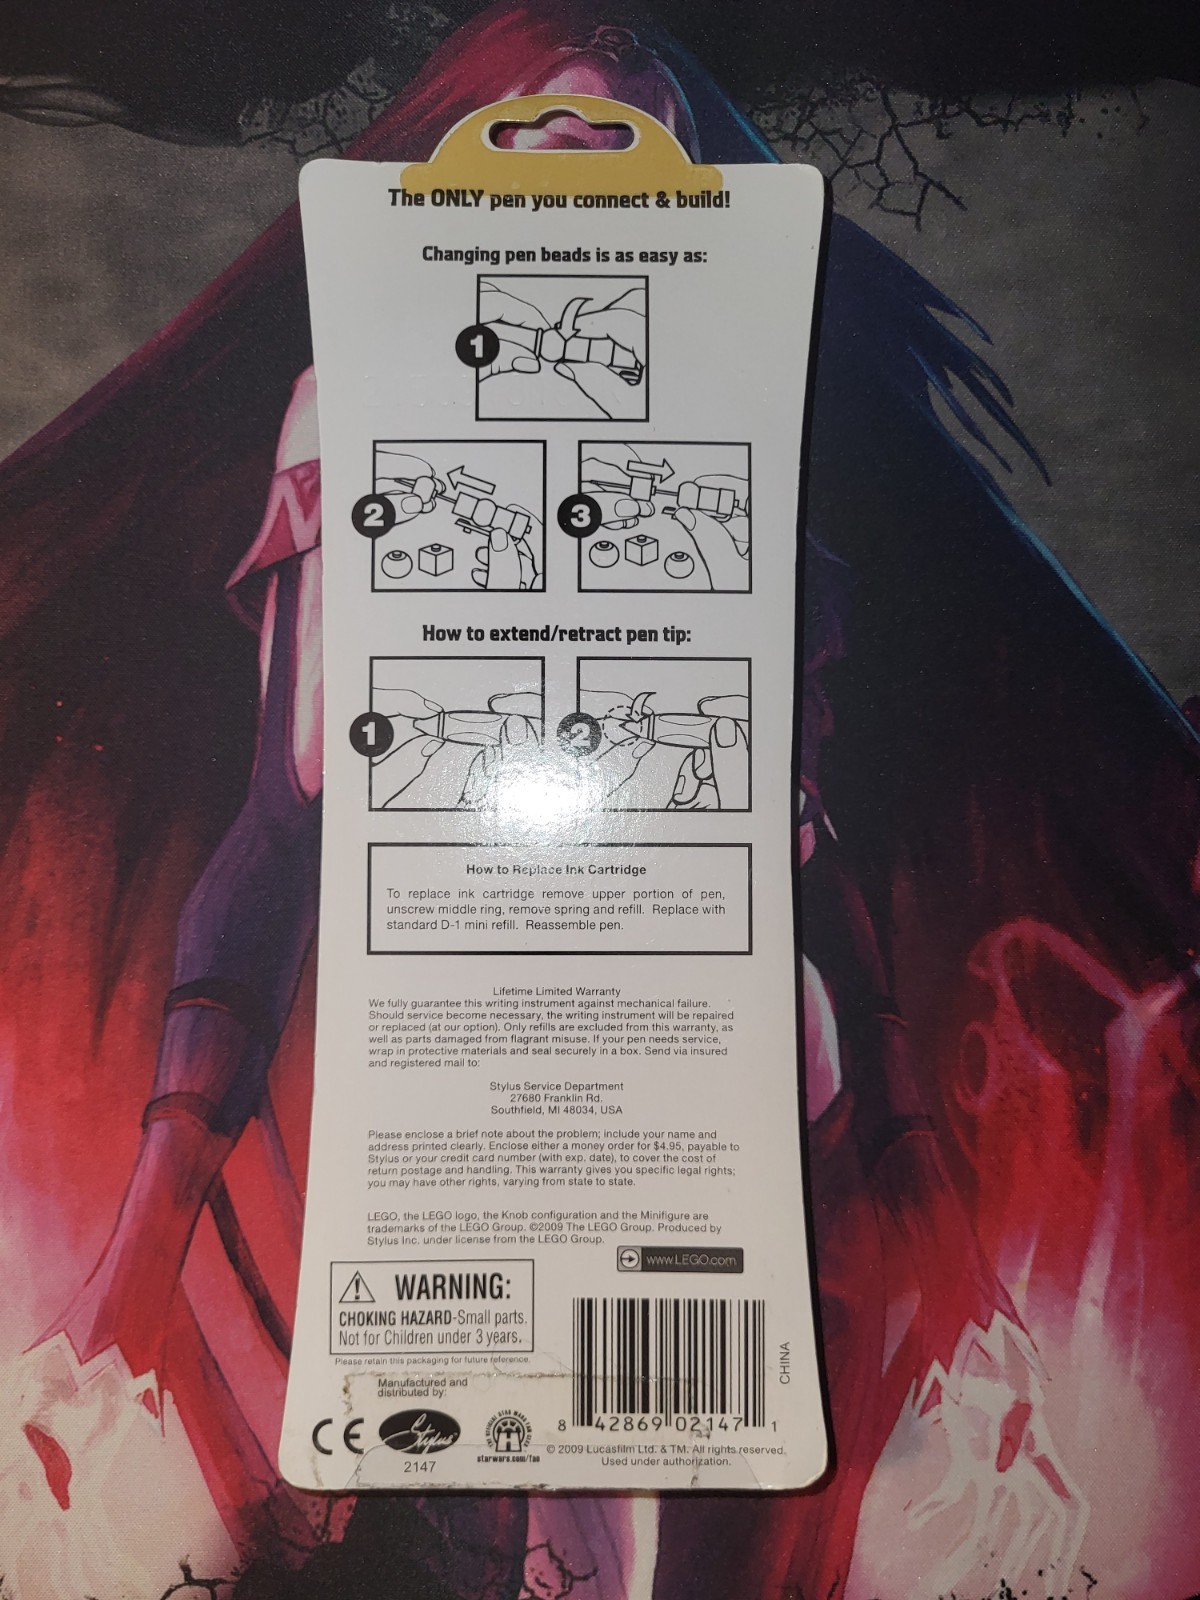 The ONLY pen you connect & build!
Changing pen beads is as easy as:
1
2
3
How to extend/retract pen tip:
1
2
How to Replace Ink Cartridge
To replace ink cartridge remove upper portion of pen,
unscrew middle ring, remove spring and refill. Replace with
standard D-1 mini refill. Reassemble pen.
Lifetime Limited Warranty
We fully guarantee this writing instrument against mechanical failure.
Should service become necessary, the writing instrument will be repaired
or replaced (at our option). Only refills are excluded from this warranty, as
well as parts damaged from flagrant misuse. If your pen needs service,
wrap in protective materials and seal securely in a box. Send via insured
and registered mail to:
Stylus Service Department
27680 Franklin Rd.
Southfield, MI 48034, USA
Please enclose a brief note about the problem; include your name and
address printed clearly. Enclose either a money order for $4.95, payable to
Stylus or your credit card number (with exp. date), to cover the cost of
return postage and handling. This warranty gives you specific legal rights;
you may have other rights, varying from state to state.
LEGO, the LEGO logo, the Knob configuration and the Minifigure are
trademarks of the LEGO Group. ©2009 The LEGO Group. Produced by
Stylus Inc. under license from the LEGO Group.
www.LEGO.com
WARNING:
CHOKING HAZARD-Small parts.
Not for Children under 3 years.
Please retain this packaging for future reference.
Manufactured and
distributed by:
CE
Stylus
2147
starwars.com/fan
8 42869 02147 1
CHINA
© 2009 Lucasfilm Ltd. & TM. All rights reserved.
Used under authorization.